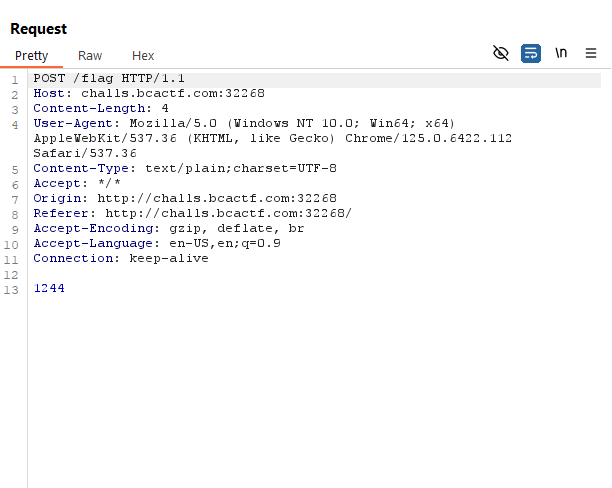 Request
Pretty Raw Hex \n
1 POST /flag HTTP/1.1
2 Host: challs.bcactf.com:32268
3 Content-Length: 4
4 User-Agent: Mozilla/5.0 (Windows NT 10.0; Win64; x64)
AppleWebKit/537.36 (KHTML, like Gecko) Chrome/125.0.6422.112
Safari/537.36
5 Content-Type: text/plain;charset=UTF-8
6 Accept: */*
7 Origin: http://challs.bcactf.com:32268
8 Referer: http://challs.bcactf.com:32268/
9 Accept-Encoding: gzip, deflate, br
10 Accept-Language: en-US,en;q=0.9
11 Connection: keep-alive
12
13 1244